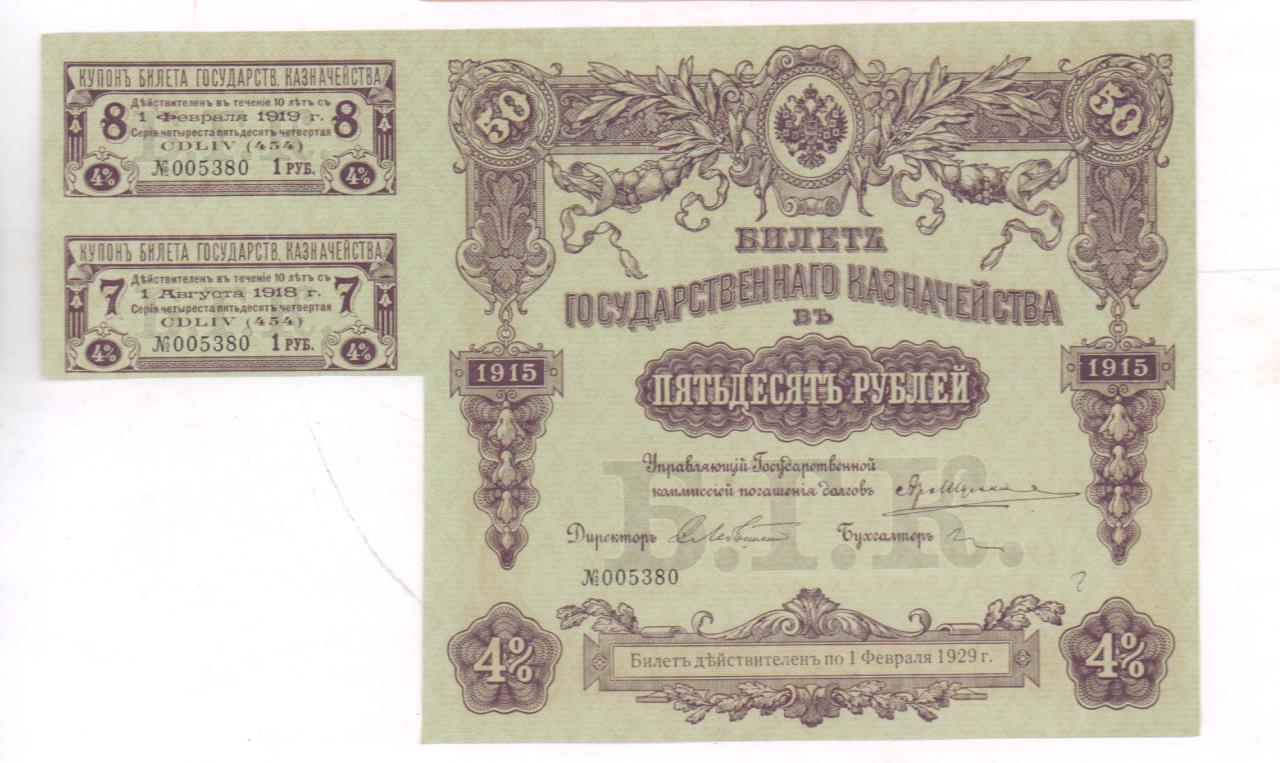 КУПОНЪ БИЛЕТА ГОСУДАРСТВ. КАЗНАЧЕЙСТВА
Дѣйствителенъ въ теченіе 10 лѣтъ съ
8 1 Февраля 1919 г. 8
Серія четыреста пятьдесятъ четвертая
CDLIV (454)
№005380 1 РУБ.
4% 4%
КУПОНЪ БИЛЕТА ГОСУДАРСТВ. КАЗНАЧЕЙСТВА
Дѣйствителенъ въ теченіе 10 лѣтъ съ
7 1 Августа 1918 г. 7
Серія четыреста пятьдесятъ четвертая
CDLIV (454)
№005380 1 РУБ.
4% 4%
50 50
БИЛЕТЪ
ГОСУДАРСТВЕННАГО КАЗНАЧЕЙСТВА
ВЪ
1915 1915
ПЯТЬДЕСЯТЪ РУБЛЕЙ
Управляющій Государственной
коммиссіей погашенія долговъ
Б.Г.К.
Директоръ Бухгалтеръ
№005380
4% 4%
Билетъ дѣйствителенъ по 1 Февраля 1929 г.